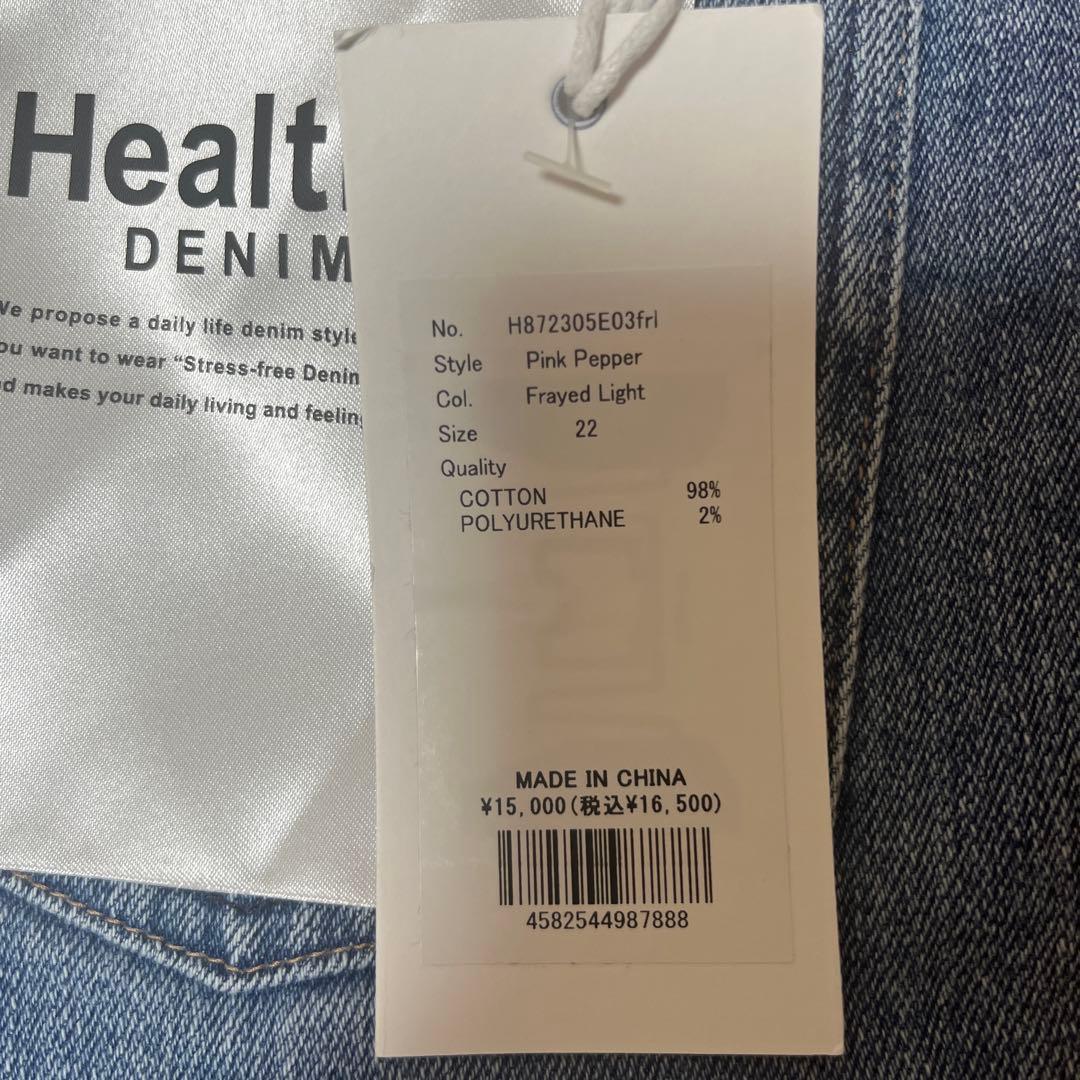 Healt
DENIM
We propose a daily life denim style
ou want to wear “Stress-free Denim
d makes your daily living and feeling
No. H872305E03frl
Style Pink Pepper
Col. Frayed Light
Size 22
Quality
COTTON 98%
POLYURETHANE 2%
MADE IN CHINA
¥15,000(税込¥16,500)
4582544987888